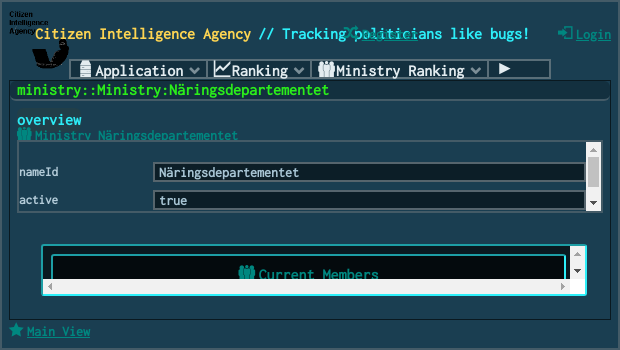 Citizen
Intelligence
Agency
Citizen Intelligence Agency // Tracking politicians like bugs!
Register
Login
Application
Ranking
Ministry Ranking
ministry::Ministry:Näringsdepartementet
overview
Ministry Näringsdepartementet
nameId
Näringsdepartementet
active
true
Current Members
Main View